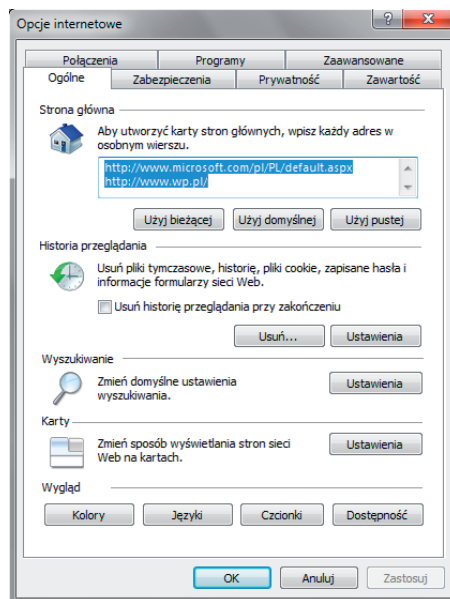 Opcje internetowe
Połączenia Programy Zaawansowane
Ogólne Zabezpieczenia Prywatność Zawartość
Strona główna
Aby utworzyć karty stron głównych, wpisz każdy adres w
osobnym wierszu.
http://www.microsoft.com/pl/PL/default.aspx
http://www.wp.pl/
Użyj bieżącej Użyj domyślnej Użyj pustej
Historia przeglądania
Usuń pliki tymczasowe, historię, pliki cookie, zapisane hasła i
informacje formularzy sieci Web.
Usuń historię przeglądania przy zakończeniu
Usuń... Ustawienia
Wyszukiwanie
Zmień domyślne ustawienia
wyszukiwania.
Ustawienia
Karty
Zmień sposób wyświetlania stron sieci
Web na kartach.
Ustawienia
Wygląd
Kolory Języki Czcionki Dostępność
OK Anuluj Zastosuj